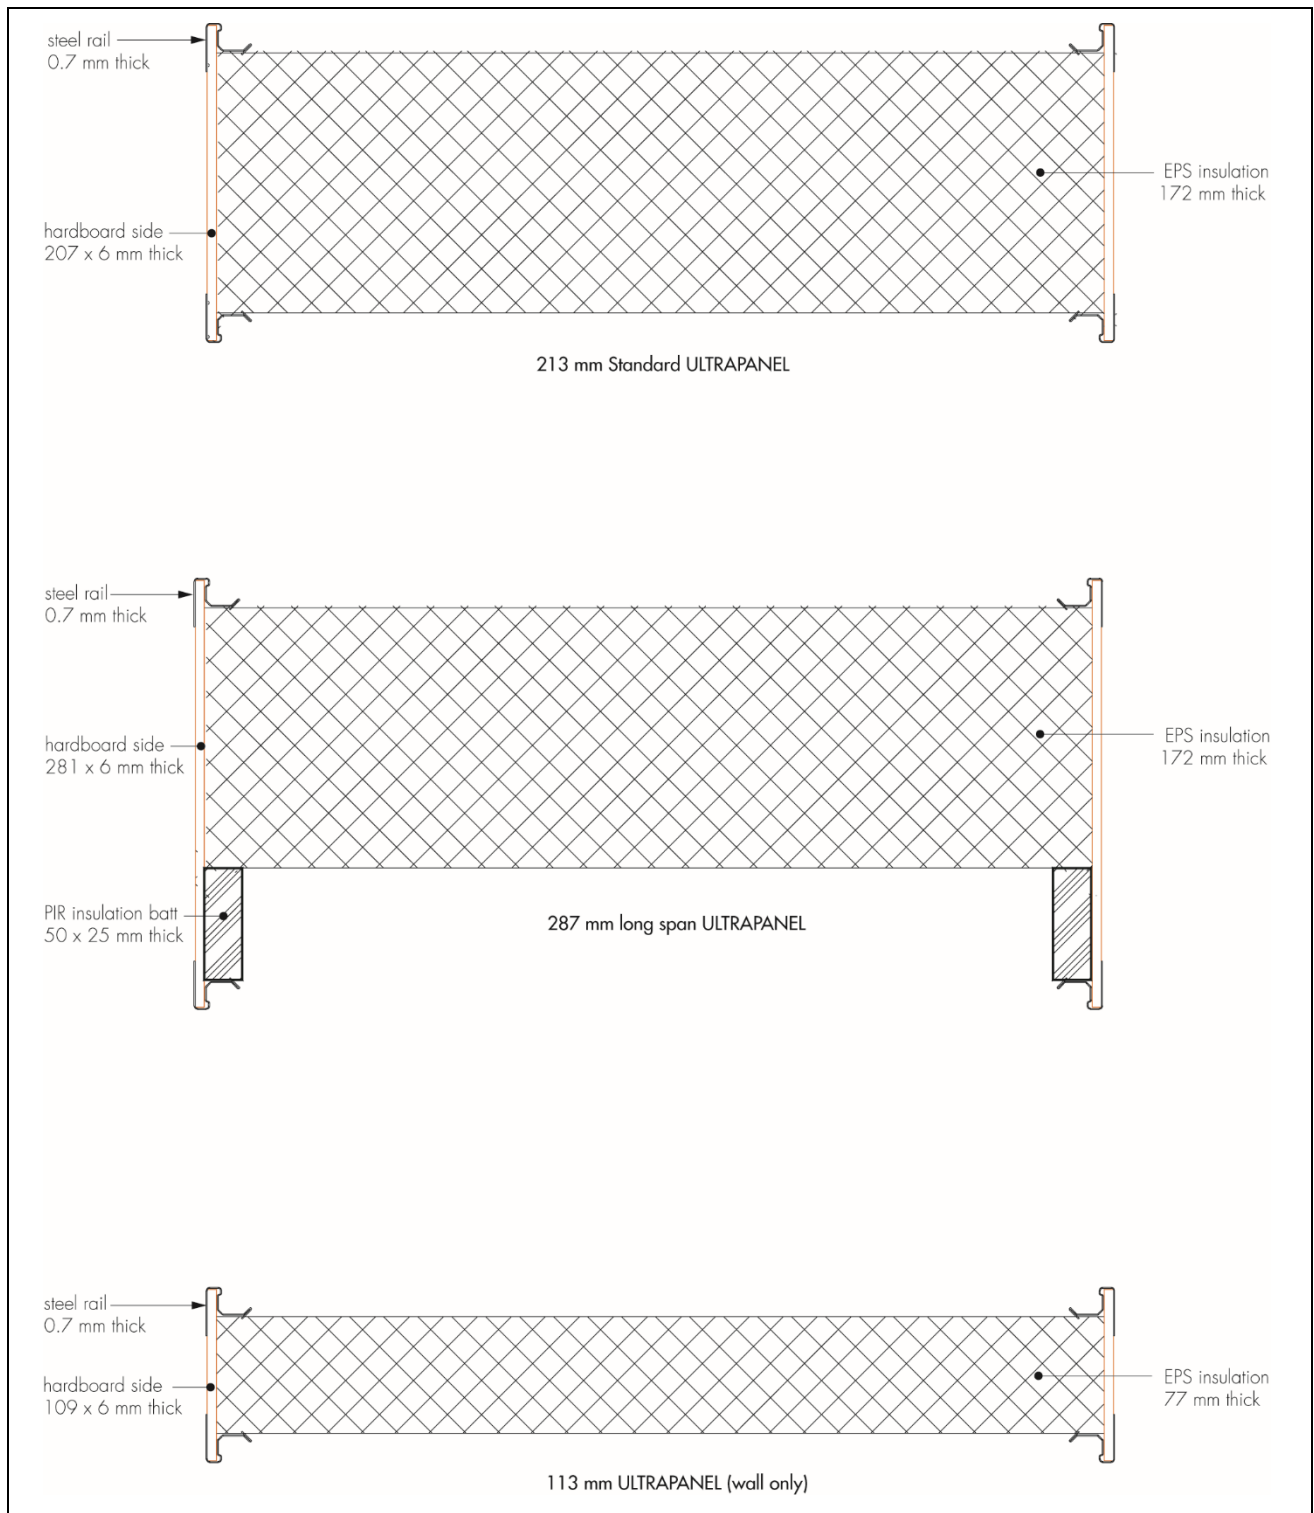 steel rail
0.7 mm thick
EPS insulation
172 mm thick
hardboard side
207 x 6 mm thick
213 mm Standard ULTRAPANEL
steel rail
0.7 mm thick
EPS insulation
172 mm thick
hardboard side
281 x 6 mm thick
PIR insulation batt
50 x 25 mm thick
287 mm long span ULTRAPANEL
steel rail
0.7 mm thick
EPS insulation
77 mm thick
hardboard side
109 x 6 mm thick
113 mm ULTRAPANEL (wall only)